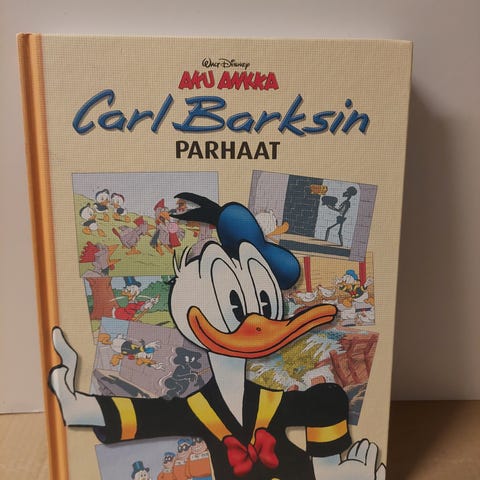 Walt Disney
AKU ANKKA
Carl Barksin
PARHAAT